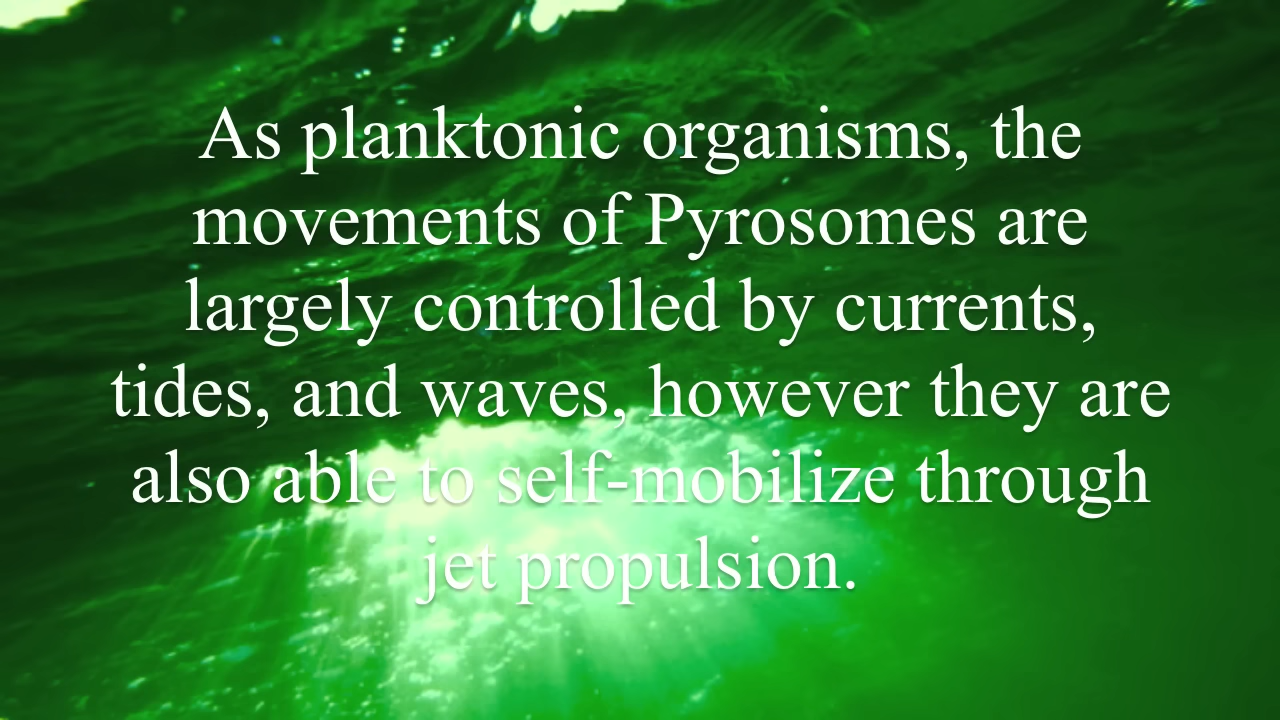 As planktonic organisms, the
movements of Pyrosomes are
largely controlled by currents,
tides, and waves, however they are
also able to self-mobilize through
jet propulsion.